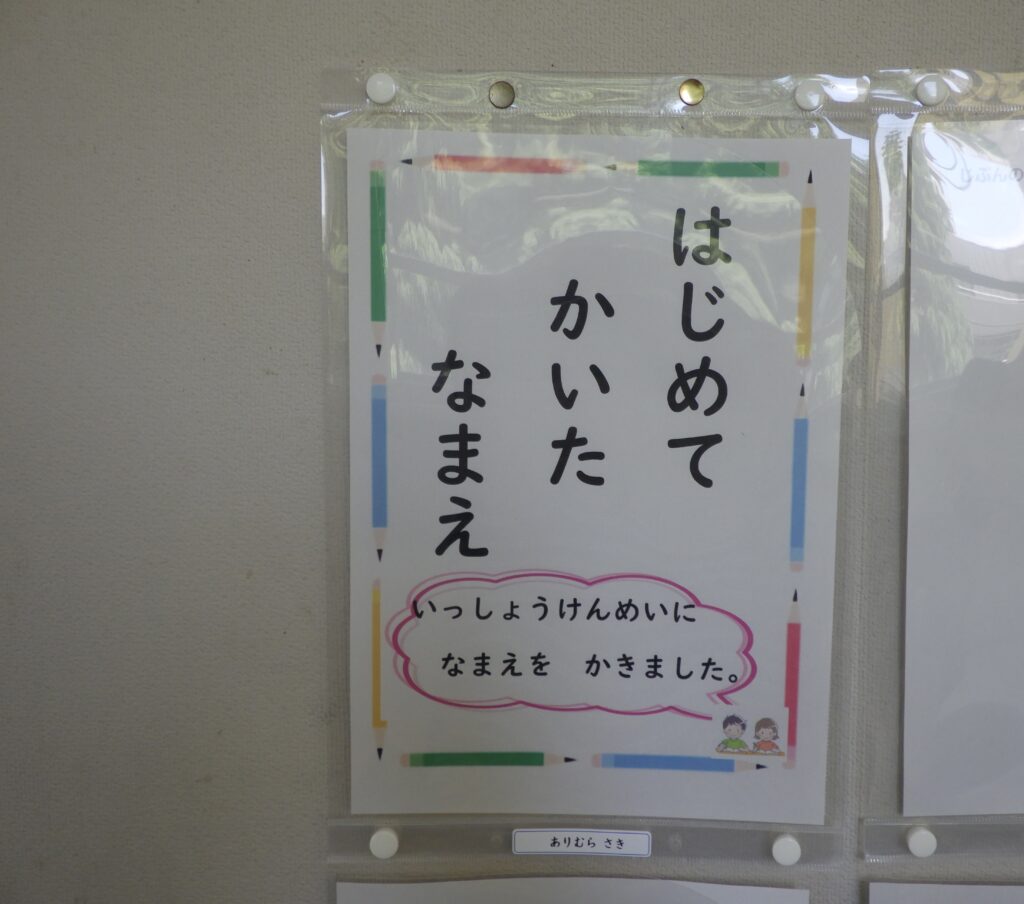 はじめて
かいた
なまえ
いっしょうけんめいに
なまえを　かきました。
ありむら さき